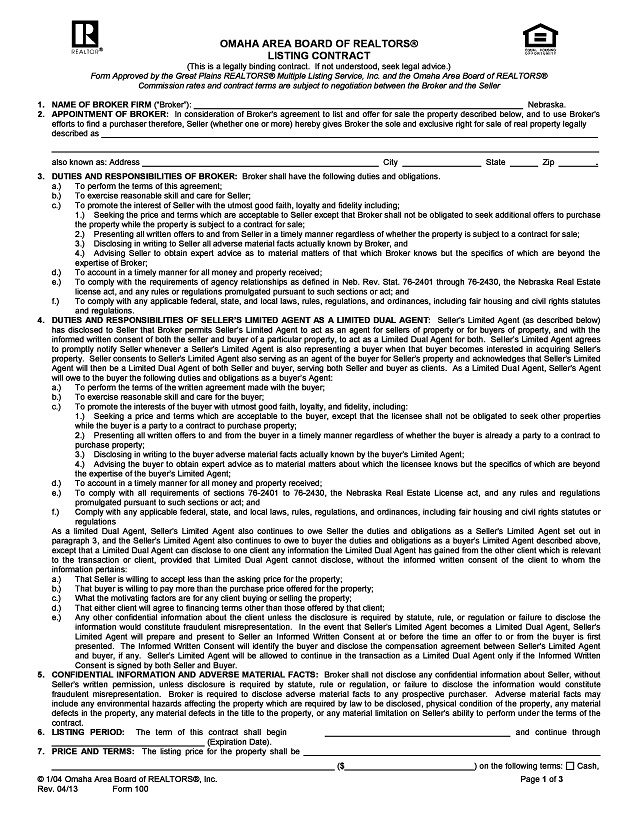 REALTOR®
EQUAL HOUSING
OPPORTUNITY
OMAHA AREA BOARD OF REALTORS®
LISTING CONTRACT
(This is a legally binding contract. If not understood, seek legal advice.)
Form Approved by the Great Plains REALTORS® Multiple Listing Service, Inc. and the Omaha Area Board of REALTORS®
Commission rates and contract terms are subject to negotiation between the Broker and the Seller
1. NAME OF BROKER FIRM ("Broker"): Nebraska.
2. APPOINTMENT OF BROKER: In consideration of Broker's agreement to list and offer for sale the property described below, and to use Broker's
efforts to find a purchaser therefore, Seller (whether one or more) hereby gives Broker the sole and exclusive right for sale of real property legally
described as
also known as: Address City State Zip .
3. DUTIES AND RESPONSIBILITIES OF BROKER: Broker shall have the following duties and obligations.
a.) To perform the terms of this agreement;
b.) To exercise reasonable skill and care for Seller;
c.) To promote the interest of Seller with the utmost good faith, loyalty and fidelity including;
1.) Seeking the price and terms which are acceptable to Seller except that Broker shall not be obligated to seek additional offers to purchase
the property while the property is subject to a contract for sale;
2.) Presenting all written offers to and from Seller in a timely manner regardless of whether the property is subject to a contract for sale;
3.) Disclosing in writing to Seller all adverse material facts actually known by Broker, and
4.) Advising Seller to obtain expert advice as to material matters of that which Broker knows but the specifics of which are beyond the
expertise of Broker;
d.) To account in a timely manner for all money and property received;
e.) To comply with the requirements of agency relationships as defined in Neb. Rev. Stat. 76-2401 through 76-2430, the Nebraska Real Estate
license act, and any rules or regulations promulgated pursuant to such sections or act; and
f.) To comply with any applicable federal, state, and local laws, rules, regulations, and ordinances, including fair housing and civil rights statutes
and regulations.
4. DUTIES AND RESPONSIBILITIES OF SELLER'S LIMITED AGENT AS A LIMITED DUAL AGENT: Seller's Limited Agent (as described below)
has disclosed to Seller that Broker permits Seller's Limited Agent to act as an agent for sellers of property or for buyers of property, and with the
informed written consent of both the seller and buyer of a particular property, to act as a Limited Dual Agent for both. Seller's Limited Agent agrees
to promptly notify Seller whenever a Seller's Limited Agent is also representing a buyer when that buyer becomes interested in acquiring Seller's
property. Seller consents to Seller's Limited Agent also serving as an agent of the buyer for Seller's Property and acknowledges that Seller's Limited
Agent will then be a Limited Dual Agent of both Seller and buyer, serving both Seller and buyer as clients. As a Limited Dual Agent, Seller's Agent
will owe to the buyer the following duties and obligations as a buyer's Agent:
a.) To perform the terms of the written agreement made with the buyer;
b.) To exercise reasonable skill and care for the buyer;
c.) To promote the interests of the buyer with utmost good faith, loyalty, and fidelity, including:
1.) Seeking a price and terms which are acceptable to the buyer, except that the licensee shall not be obligated to seek other properties
while the buyer is a party to a contract to purchase property;
2.) Presenting all written offers to and from the buyer in a timely manner regardless of whether the buyer is already a party to a contract to
purchase property;
3.) Disclosing in writing to the buyer adverse material facts actually known by the buyer's Limited Agent;
4.) Advising the buyer to obtain expert advice as to material matters about which the licensee knows but the specifics of which are beyond
the expertise of the buyer's Limited Agent;
d.) To account in a timely manner for all money and property received;
e.) To comply with all requirements of sections 76-2401 to 76-2430, the Nebraska Real Estate License act, and any rules and regulations
promulgated pursuant to such sections or act; and
f.) Comply with any applicable federal, state, and local laws, rules, regulations, and ordinances, including fair housing and civil rights statutes or
regulations
As a limited Dual Agent, Seller's Limited Agent also continues to owe Seller the duties and obligations as a Seller's Limited Agent set out in
paragraph 3, and the Seller's Limited Agent also continues to owe to buyer the duties and obligations as a buyer's Limited Agent described above,
except that a Limited Dual Agent can disclose to one client any information the Limited Dual Agent has gained from the other client which is relevant
to the transaction or client, provided that Limited Dual Agent cannot disclose, without the informed written consent of the client to whom the
information pertains:
a.) That Seller is willing to accept less than the asking price for the property;
b.) That buyer is willing to pay more than the purchase price offered for the property;
c.) What the motivating factors are for any client buying or selling the property;
d.) That either client will agree to financing terms other than those offered by that client;
e.) Any other confidential information about the client unless the disclosure is required by statute, rule, or regulation or failure to disclose the
information would constitute fraudulent misrepresentation. In the event that Seller's Limited Agent becomes a Limited Dual Agent, Seller's
Limited Agent will prepare and present to Seller an Informed Written Consent at or before the time an offer to or from the buyer is first
presented. The Informed Written Consent will identify the buyer and disclose the compensation agreement between Seller's Limited Agent
and buyer, if any. Seller's Limited Agent will be allowed to continue in the transaction as a Limited Dual Agent only if the Informed Written
Consent is signed by both Seller and Buyer.
5. CONFIDENTIAL INFORMATION AND ADVERSE MATERIAL FACTS: Broker shall not disclose any confidential information about Seller, without
Seller's written permission, unless disclosure is required by statute, rule or regulation, or failure to disclose the information would constitute
fraudulent misrepresentation. Broker is required to disclose adverse material facts to any prospective purchaser. Adverse material facts may
include any environmental hazards affecting the property which are required by law to be disclosed, physical condition of the property, any material
defects in the property, any material defects in the title to the property, or any material limitation on Seller's ability to perform under the terms of the
contract.
6. LISTING PERIOD: The term of this contract shall begin and continue through
(Expiration Date).
7. PRICE AND TERMS: The listing price for the property shall be
($ ) on the following terms: Cash,
© 1/04 Omaha Area Board of REALTORS®, Inc. Page 1 of 3
Rev. 04/13 Form 100